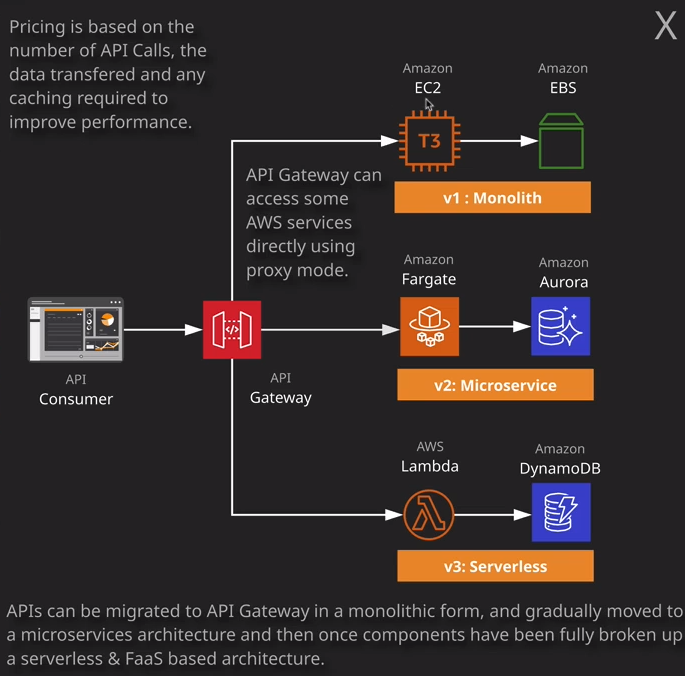 Pricing is based on the
number of API Calls, the
data transfered and any
caching required to
improve performance.
X
Amazon
EC2
Amazon
EBS
T3
v1 : Monolith
API Gateway can
access some
AWS services
directly using
proxy mode.
Amazon
Fargate
Amazon
Aurora
</>
v2: Microservice
API
Consumer
API
Gateway
AWS
Lambda
Amazon
DynamoDB
v3: Serverless
APIs can be migrated to API Gateway in a monolithic form, and gradually moved to
a microservices architecture and then once components have been fully broken up
a serverless & FaaS based architecture.